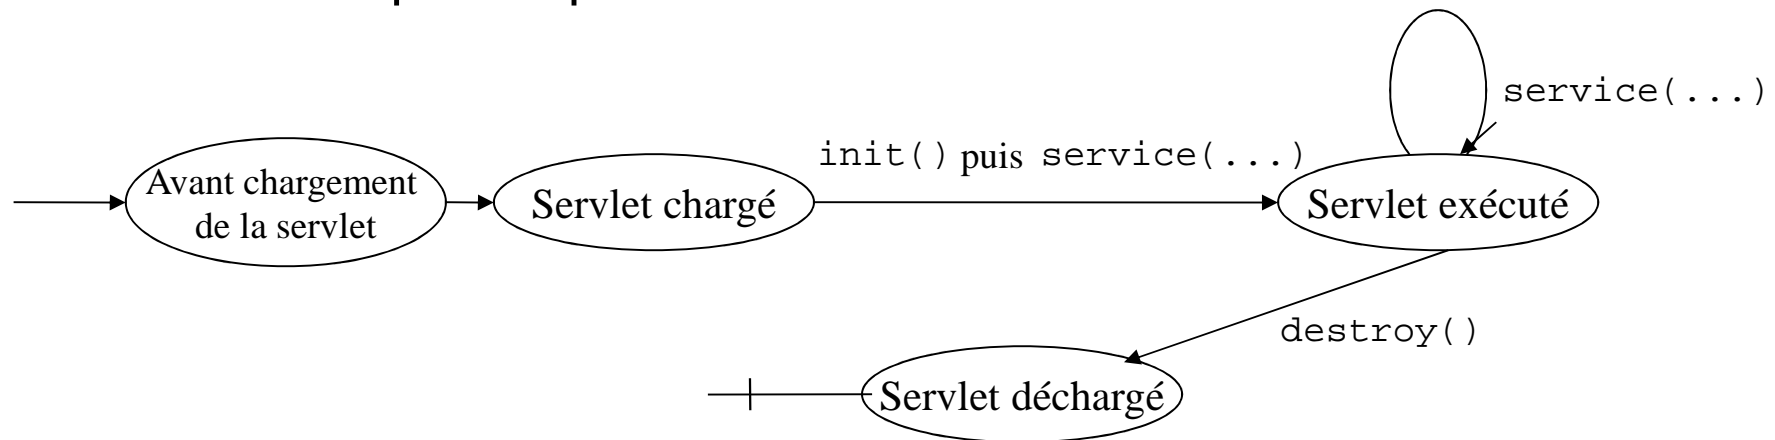 service(...)
init() puis service(...)
Avant chargement
de la servlet
Servlet chargé
Servlet exécuté
destroy()
Servlet déchargé